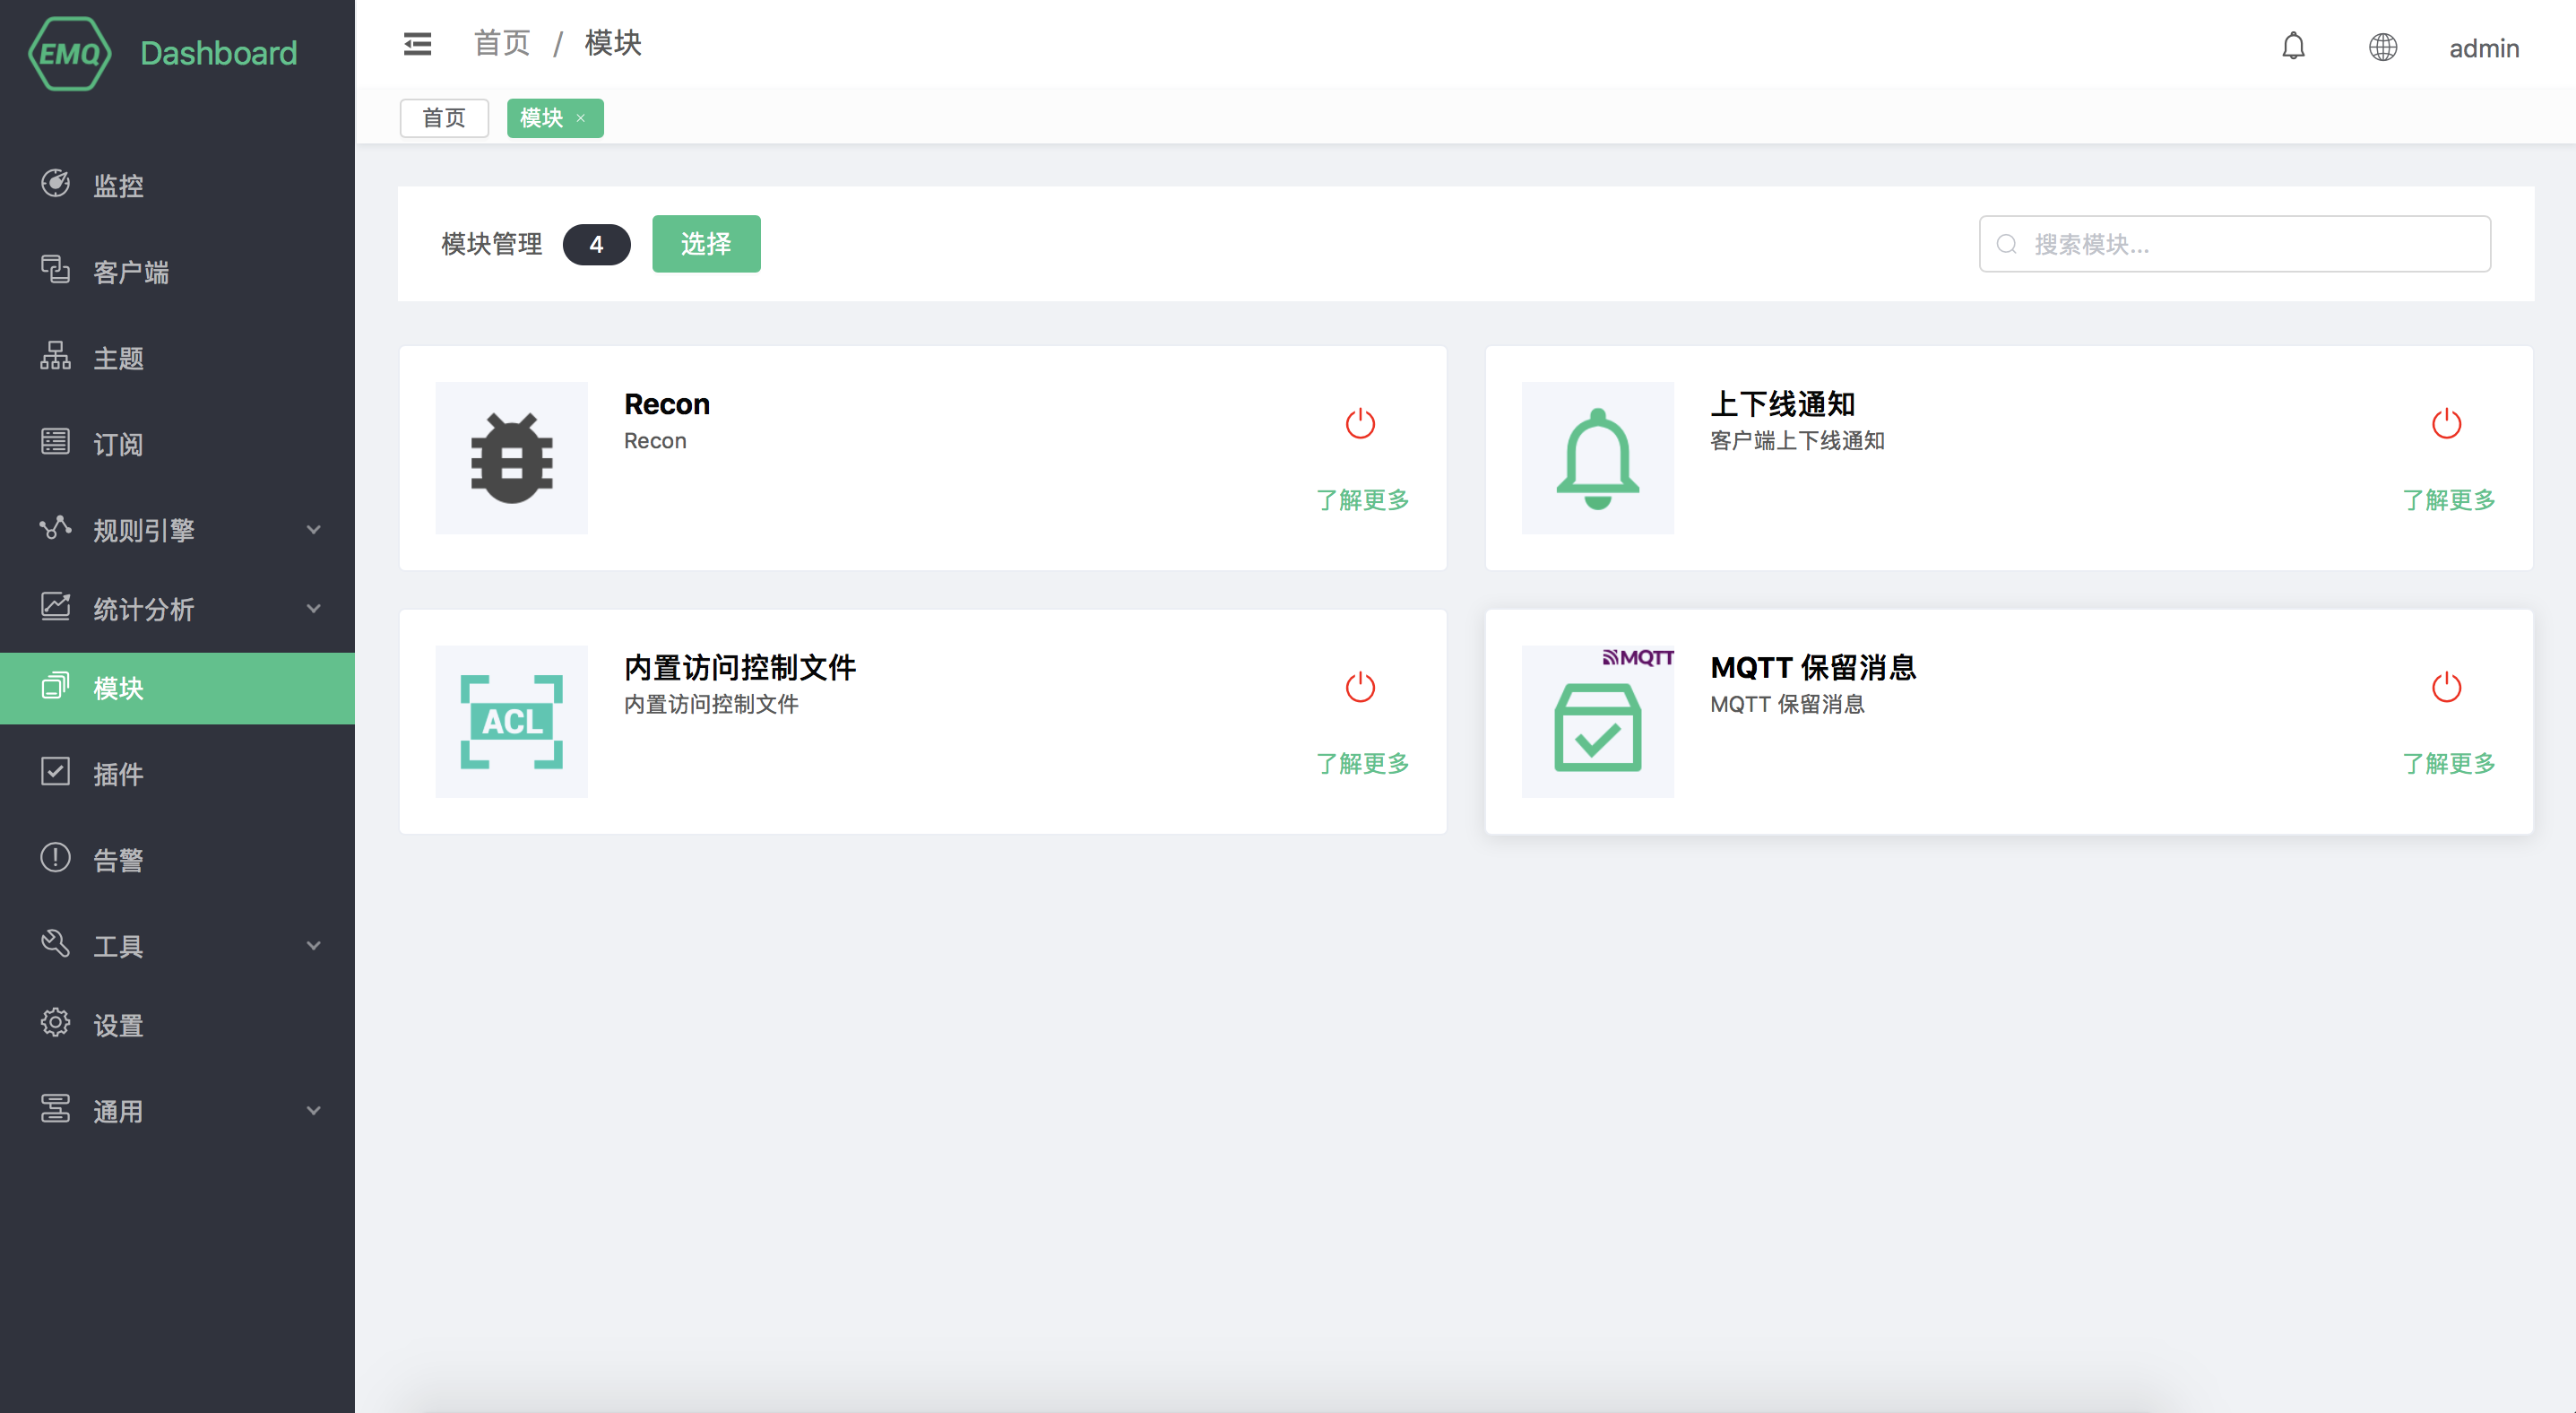 EMQ Dashboard
首页 / 模块
admin
首页 模块 ×
监控
客户端
主题
订阅
规则引擎
统计分析
模块
插件
告警
工具
设置
通用
模块管理 4 选择
搜索模块...
Recon
Recon
了解更多
上下线通知
客户端上下线通知
了解更多
ACL
内置访问控制文件
内置访问控制文件
了解更多
MQTT
MQTT 保留消息
MQTT 保留消息
了解更多